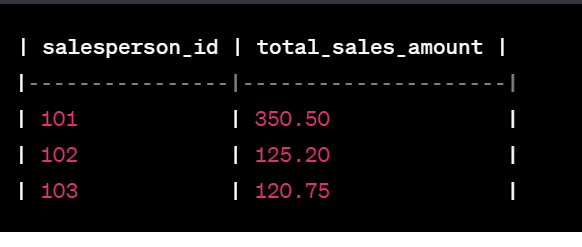 | salesperson_id | total_sales_amount |
|----------------|--------------------|
| 101            | 350.50             |
| 102            | 125.20             |
| 103            | 120.75             |